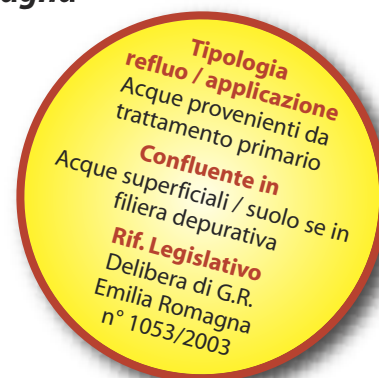 Tipologia
refluo / applicazione
Acque provenienti da
trattamento primario
Confluente in
Acque superficiali / suolo se in
filiera depurativa
Rif. Legislativo
Delibera di G.R.
Emilia Romagna
n° 1053/2003